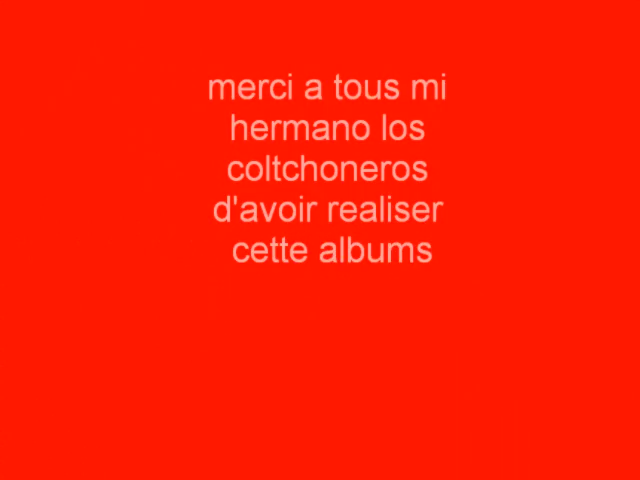 merci a tous mi
hermano los
coltchoneros
d'avoir realiser
cette albums